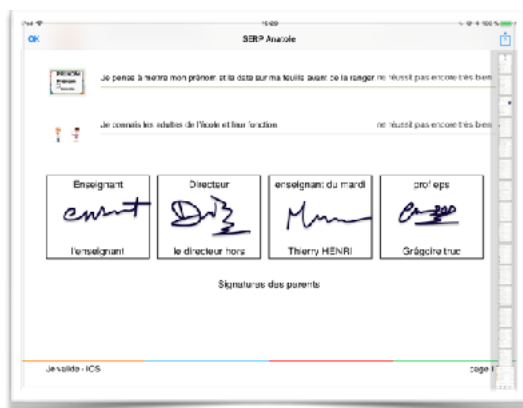 OK SERP Anatole
PRENOM
Je pense à mettre mon prénom et la date sur ma feuille avant de la ranger ne réussit pas encore très bien
Je connais les adultes de l'école et leur fonction ne réussit pas encore très bien
Enseignant Directeur enseignant du mardi prof eps
l'enseignant le directeur hors Thierry HENRI Grégoire truc
Signatures des parents
Je valide - ICS page